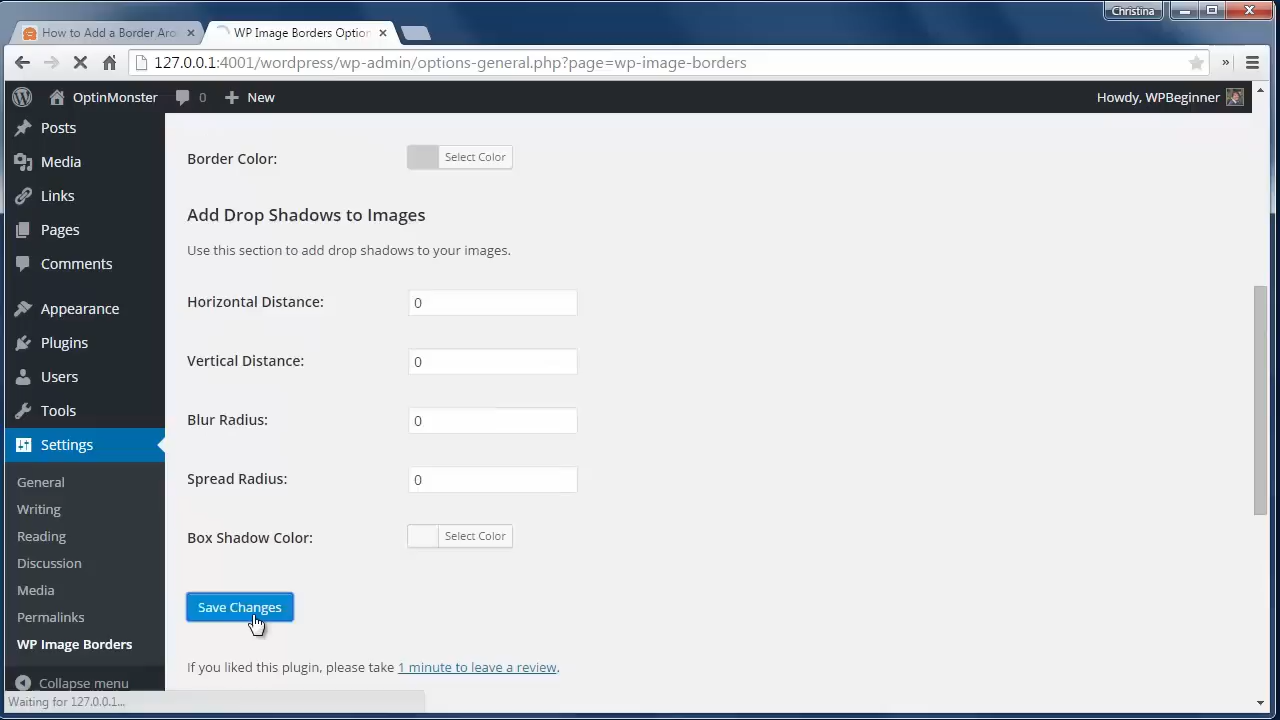 Christina
How to Add a Border Aro
WP Image Borders Option
127.0.0.1:4001/wordpress/wp-admin/options-general.php?page=wp-image-borders
OptinMonster 0 New Howdy, WPBeginner
Posts
Media
Links
Pages
Comments
Appearance
Plugins
Users
Tools
Settings
General
Writing
Reading
Discussion
Media
Permalinks
WP Image Borders
Collapse menu
Border Color: Select Color
Add Drop Shadows to Images
Use this section to add drop shadows to your images.
Horizontal Distance: 0
Vertical Distance: 0
Blur Radius: 0
Spread Radius: 0
Box Shadow Color: Select Color
Save Changes
If you liked this plugin, please take 1 minute to leave a review.
Waiting for 127.0.0.1...